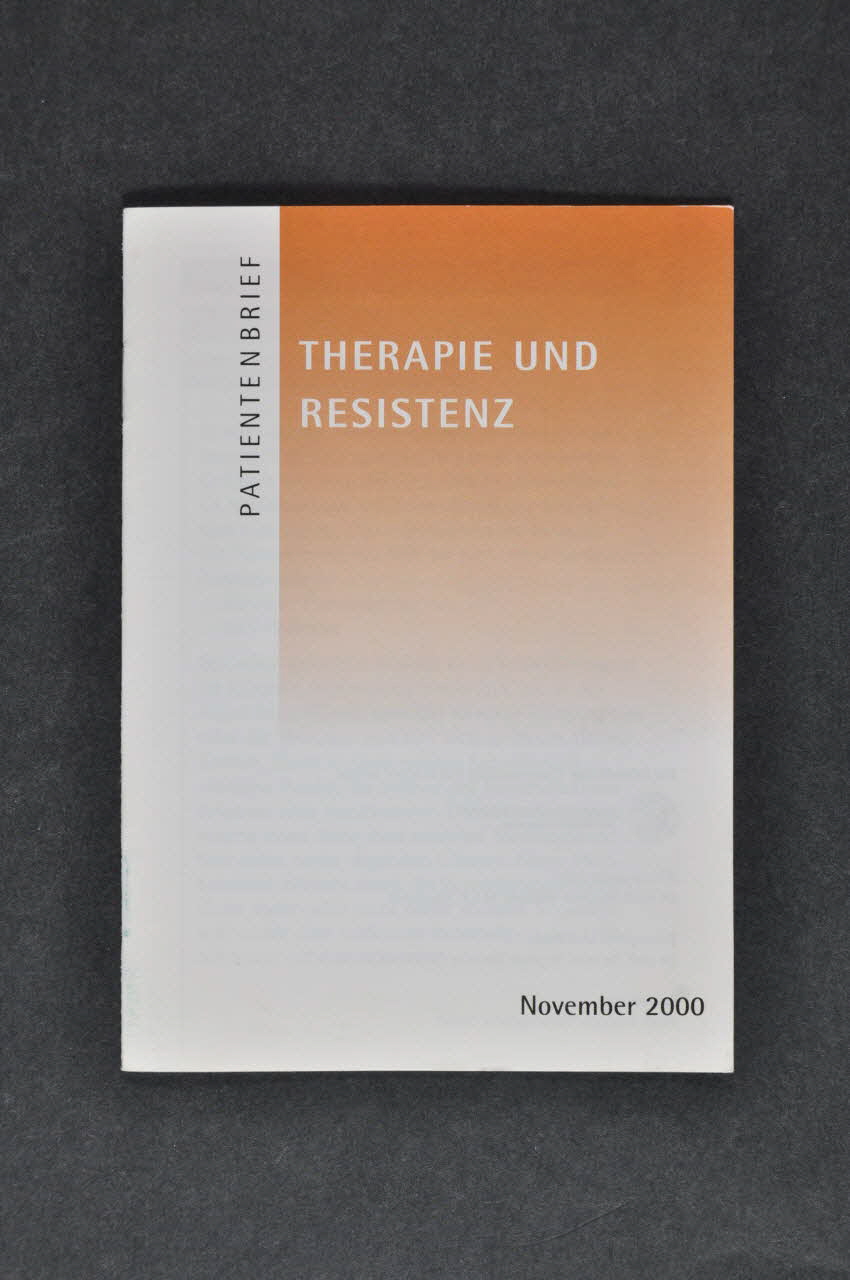 PATIENTENBRIEF
THERAPIE UND
RESISTENZ
November 2000